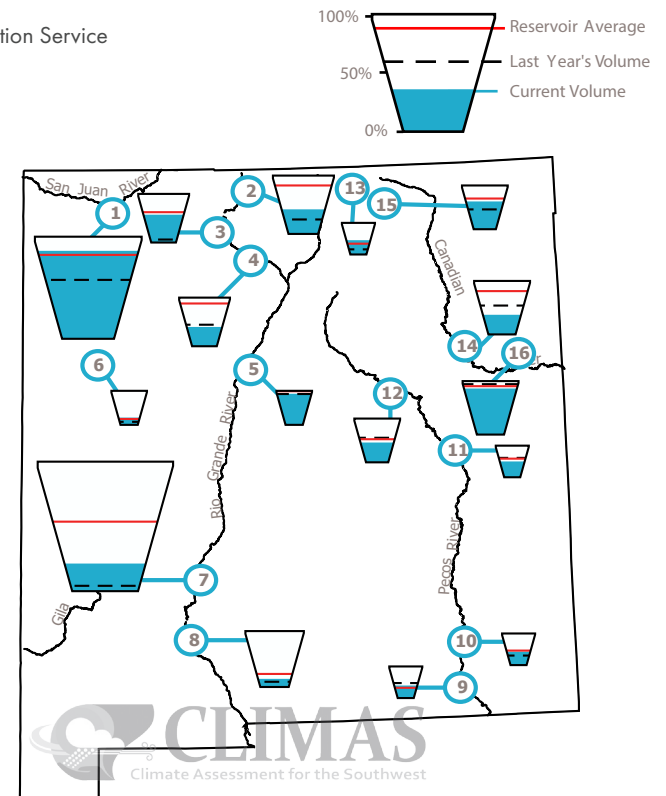 tion Service
100%
50%
0%
Reservoir Average
Last Year's Volume
Current Volume
San Juan River
1
2
3
4
5
6
7
8
9
10
11
12
13
14
15
16
Canadian
Rio Grande River
Pecos River
Gila
CLIMAS
Climate Assessment for the Southwest